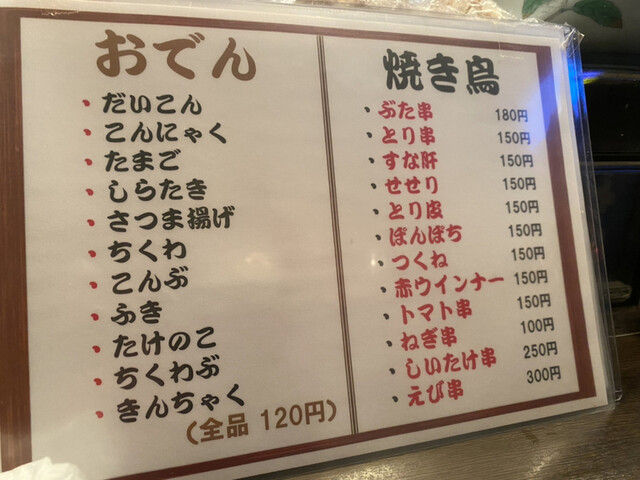 おでん
・だいこん
・こんにゃく
・たまご
・しらたき
・さつま揚げ
・ちくわ
・こんぶ
・ふき
・たけのこ
・ちくわぶ
・きんちゃく
(全品 120円)
焼き鳥
・ぶた串 180円
・とり串 150円
・すな肝 150円
・せせり 150円
・とり皮 150円
・ぼんぼち 150円
・つくね 150円
・赤ウインナー 150円
・トマト串 150円
・ねぎ串 100円
・しいたけ串 250円
・えび串 300円